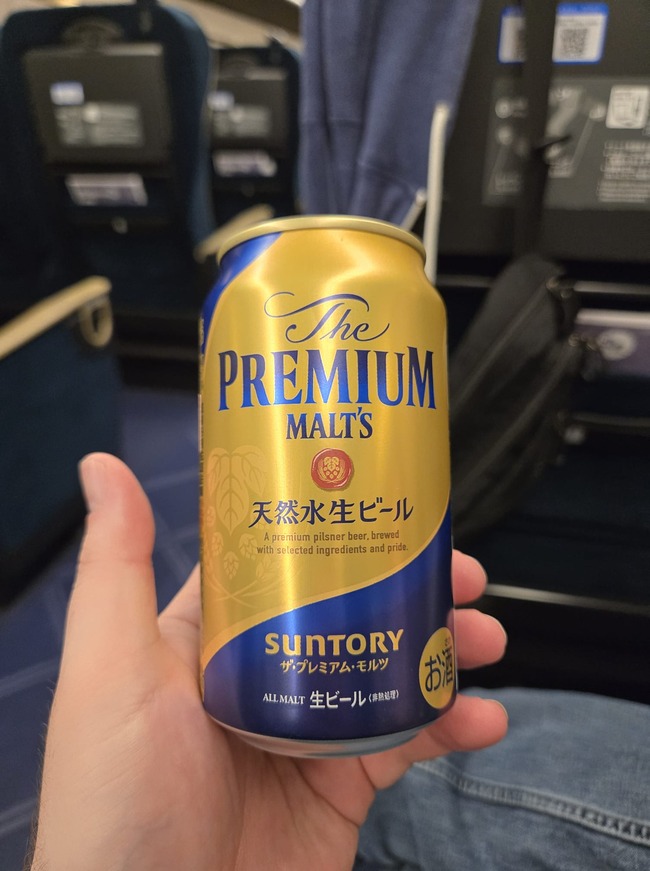 The
PREMIUM
MALT'S
天然水生ビール
A premium pilsner beer, brewed
with selected ingredients and pride.
SUNTORY
ザ・プレミアム・モルツ
お酒
ALL MALT 生ビール〈非熱処理〉